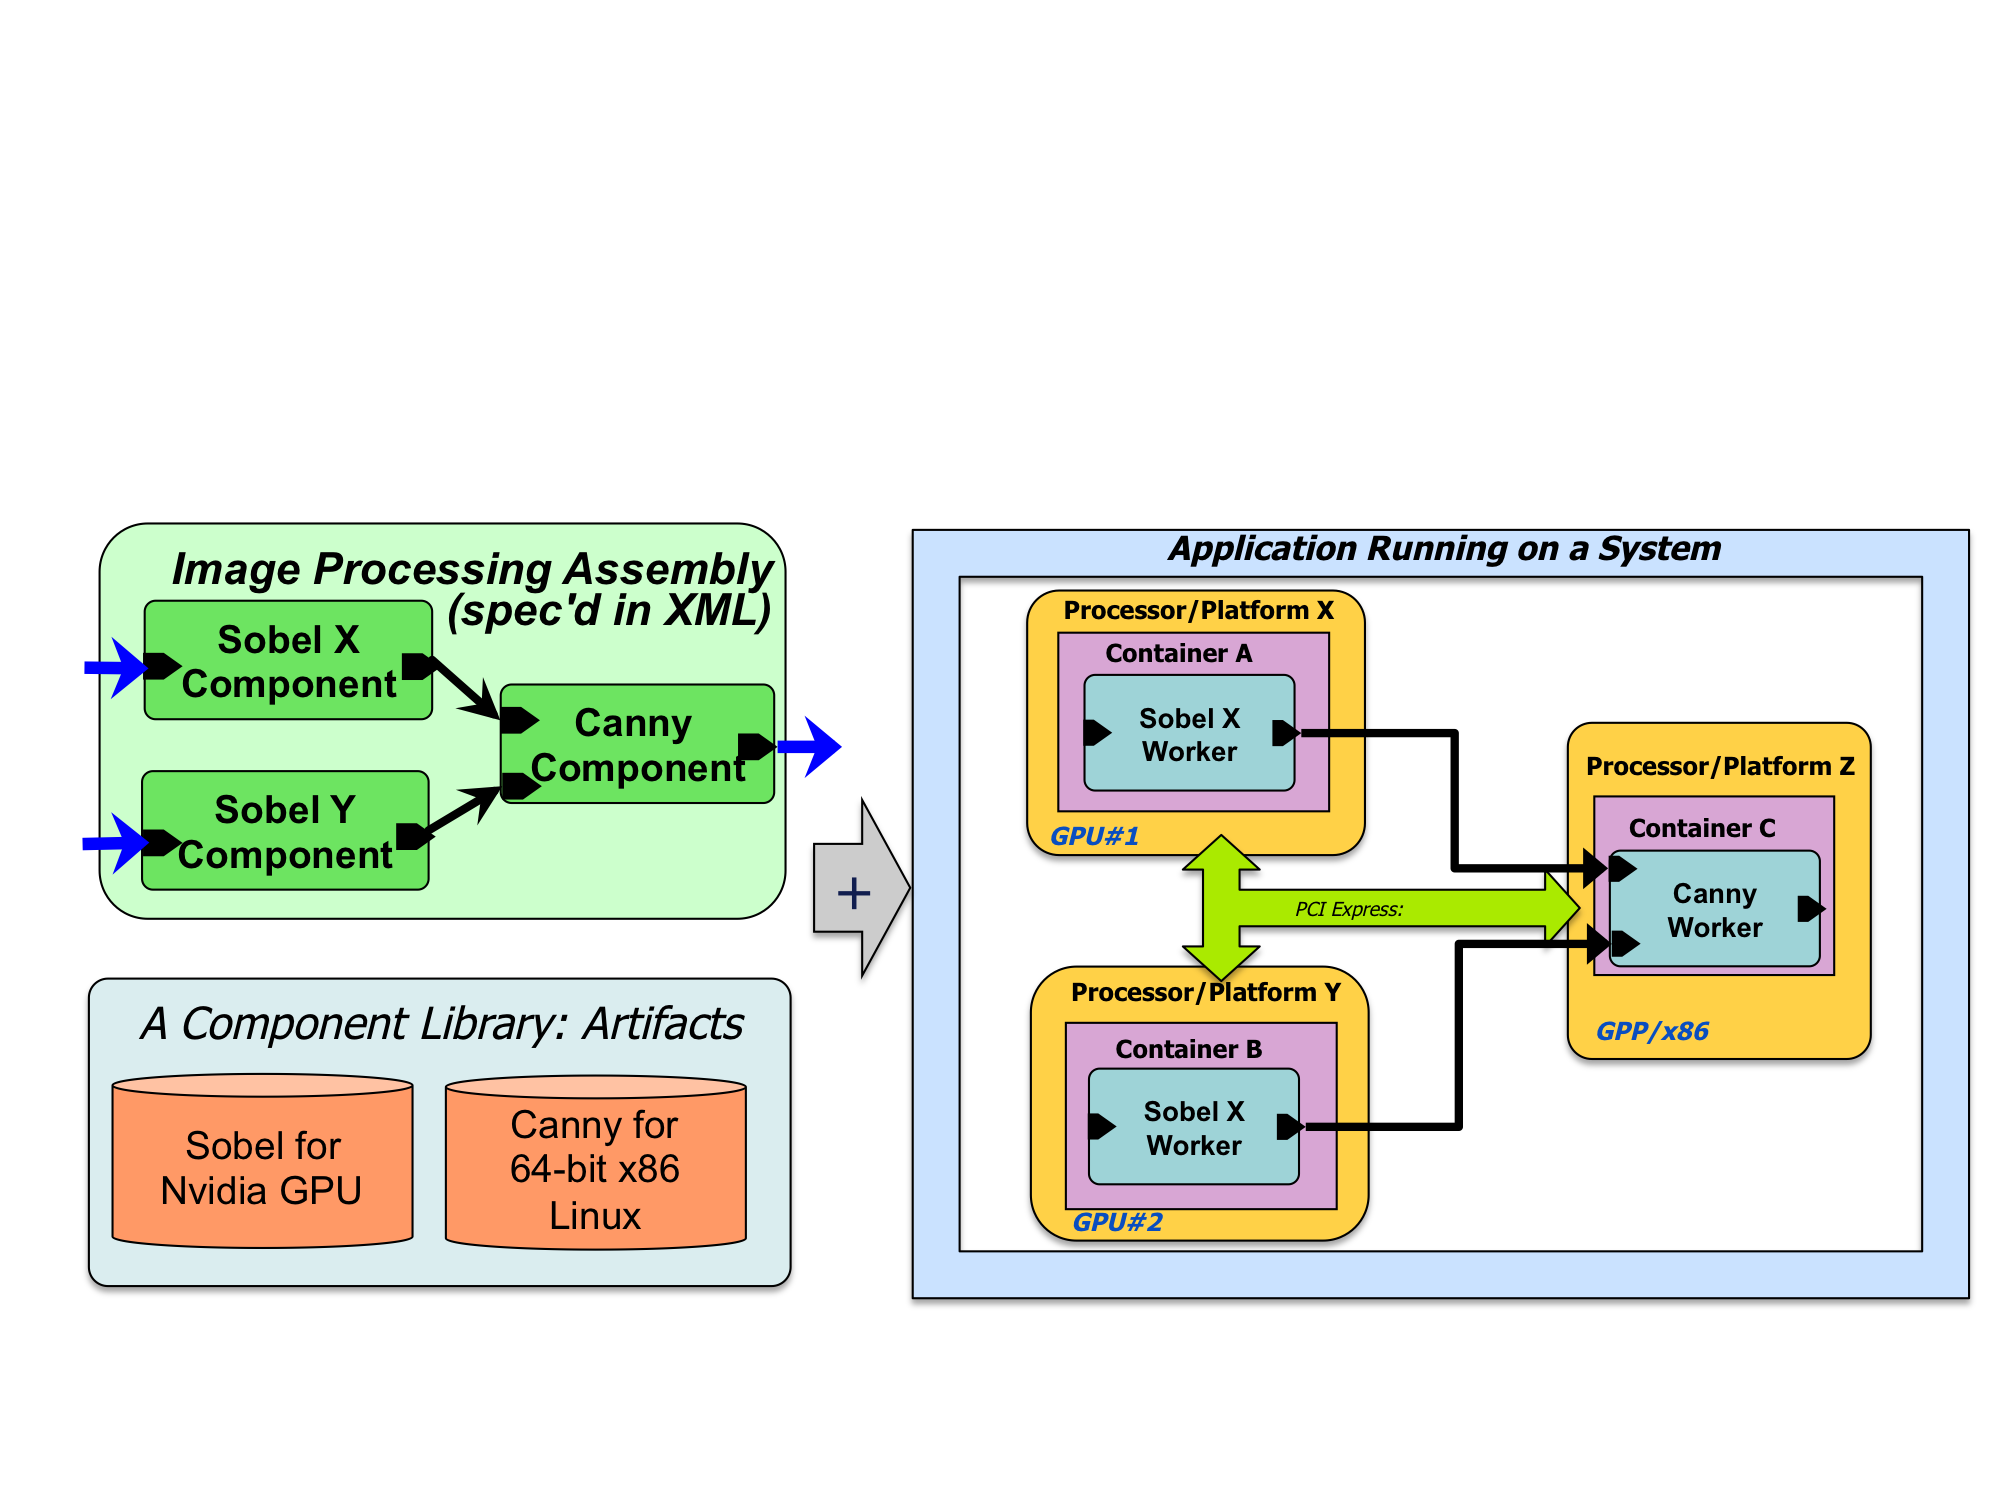 Image Processing Assembly
(spec'd in XML)
Sobel X
Component
Canny
Component
Sobel Y
Component
A Component Library: Artifacts
Sobel for
Nvidia GPU
Canny for
64-bit x86
Linux
+
Application Running on a System
Processor/Platform X
Container A
Sobel X
Worker
GPU#1
PCI Express:
Processor/Platform Y
Container B
Sobel X
Worker
GPU#2
Processor/Platform Z
Container C
Canny
Worker
GPP/x86